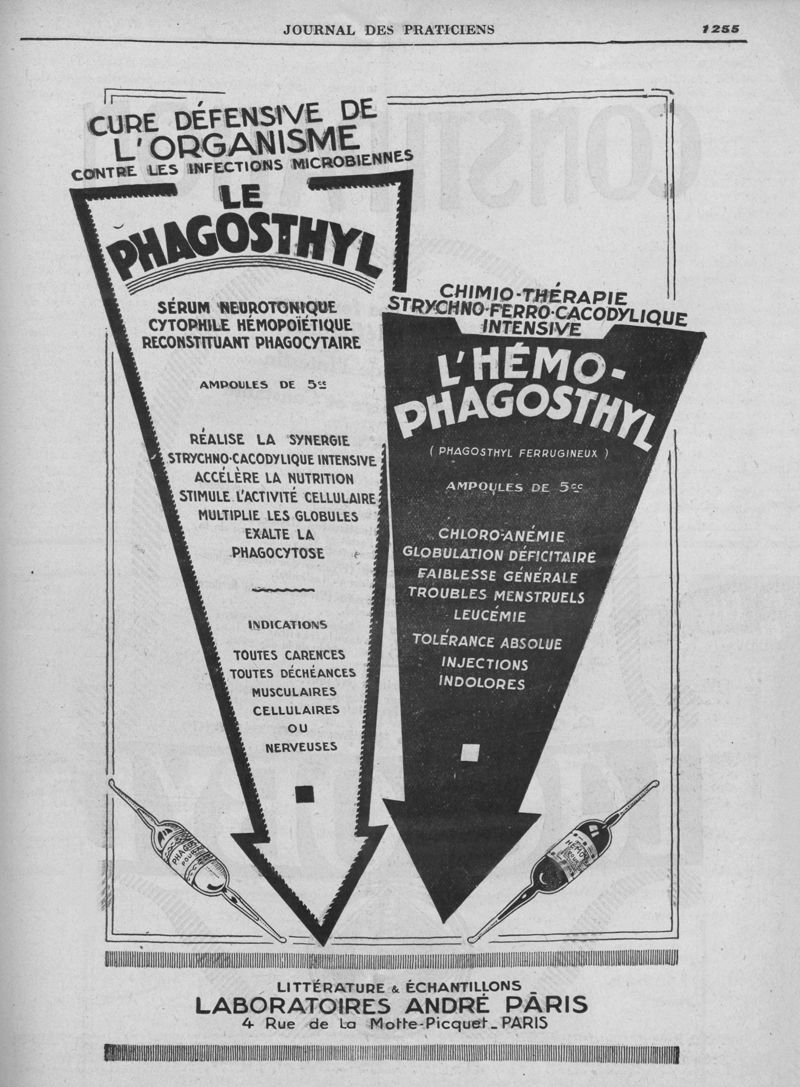 JOURNAL DES PRATICIENS
1255
CURE DÉFENSIVE DE
L'ORGANISME
CONTRE LES INFECTIONS MICROBIENNES
LE
PHAGOSTHYL
SÉRUM NEUROTONIQUE
CYTOPHILE HÉMOPOÏÉTIQUE
RECONSTITUANT PHAGOCYTAIRE
AMPOULES DE 5cc
RÉALISE LA SYNERGIE
STRYCHNO-CACODYLIQUE INTENSIVE
ACCÉLÈRE LA NUTRITION
STIMULE L'ACTIVITÉ CELLULAIRE
MULTIPLIE LES GLOBULES
EXALTE LA
PHAGOCYTOSE
INDICATIONS
TOUTES CARENCES
TOUTES DÉCHÉANCES
MUSCULAIRES
CELLULAIRES
OU
NERVEUSES
CHIMIO-THÉRAPIE
STRYCHNO-FERRO-CACODYLIQUE
INTENSIVE
L'HÉMO-
PHAGOSTHYL
(PHAGOSTHYL FERRUGINEUX)
AMPOULES DE 5cc
CHLORO-ANÉMIE
GLOBULATION DÉFICITAIRE
FAIBLESSE GÉNÉRALE
TROUBLES MENSTRUELS
LEUCÉMIE
TOLÉRANCE ABSOLUE
INJECTIONS
INDOLORES
LITTÉRATURE & ÉCHANTILLONS
LABORATOIRES ANDRÉ PÂRIS
4 Rue de La Motte-Picquet_PARIS